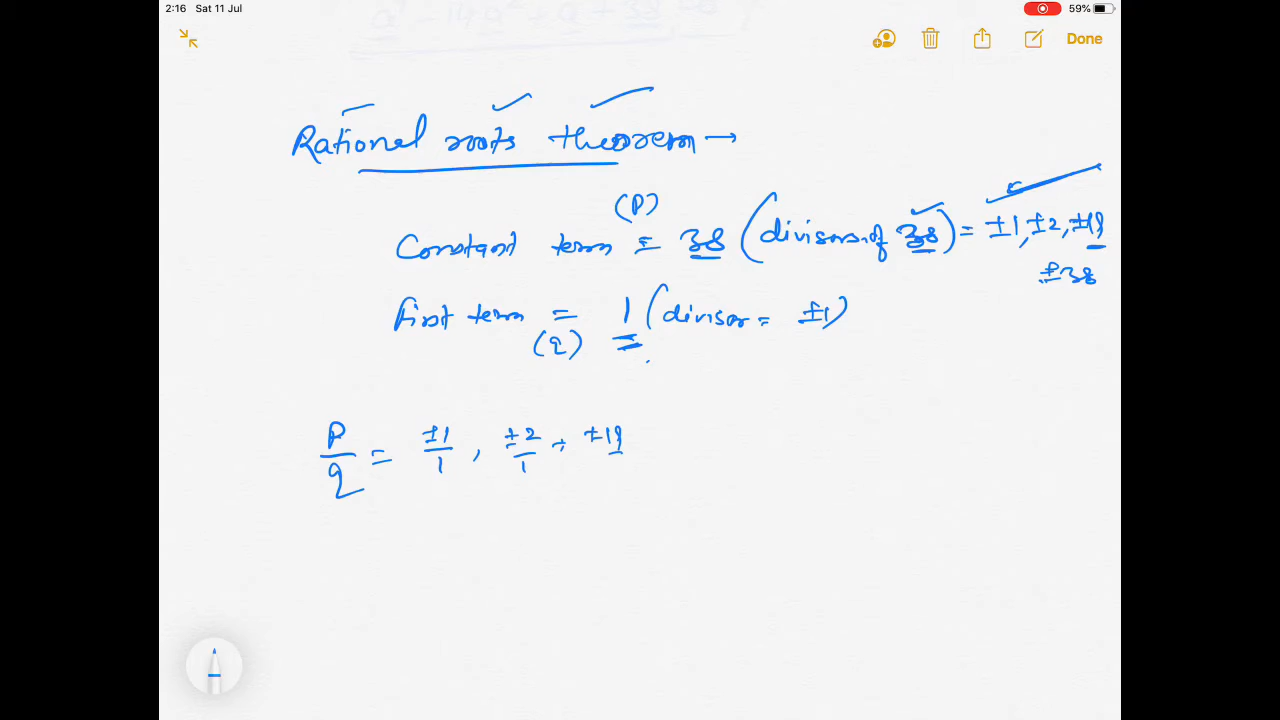 2:16 Sat 11 Jul 59%
Done
Rational roots theorem →
(P)
Constant term = 38 (divisors of 38) = ±1, ±2, ±19
±38
First term = 1 (divisor = ±1)
(q)
P/q = ±1/1, ±2/1, ±19